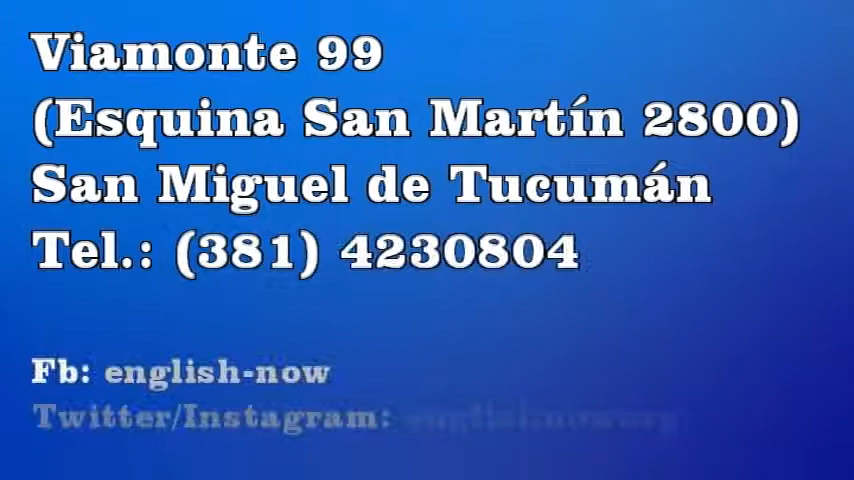 Viamonte 99
(Esquina San Martín 2800)
San Miguel de Tucumán
Tel.: (381) 4230804
Fb: english-now
Twitter/Instagram: